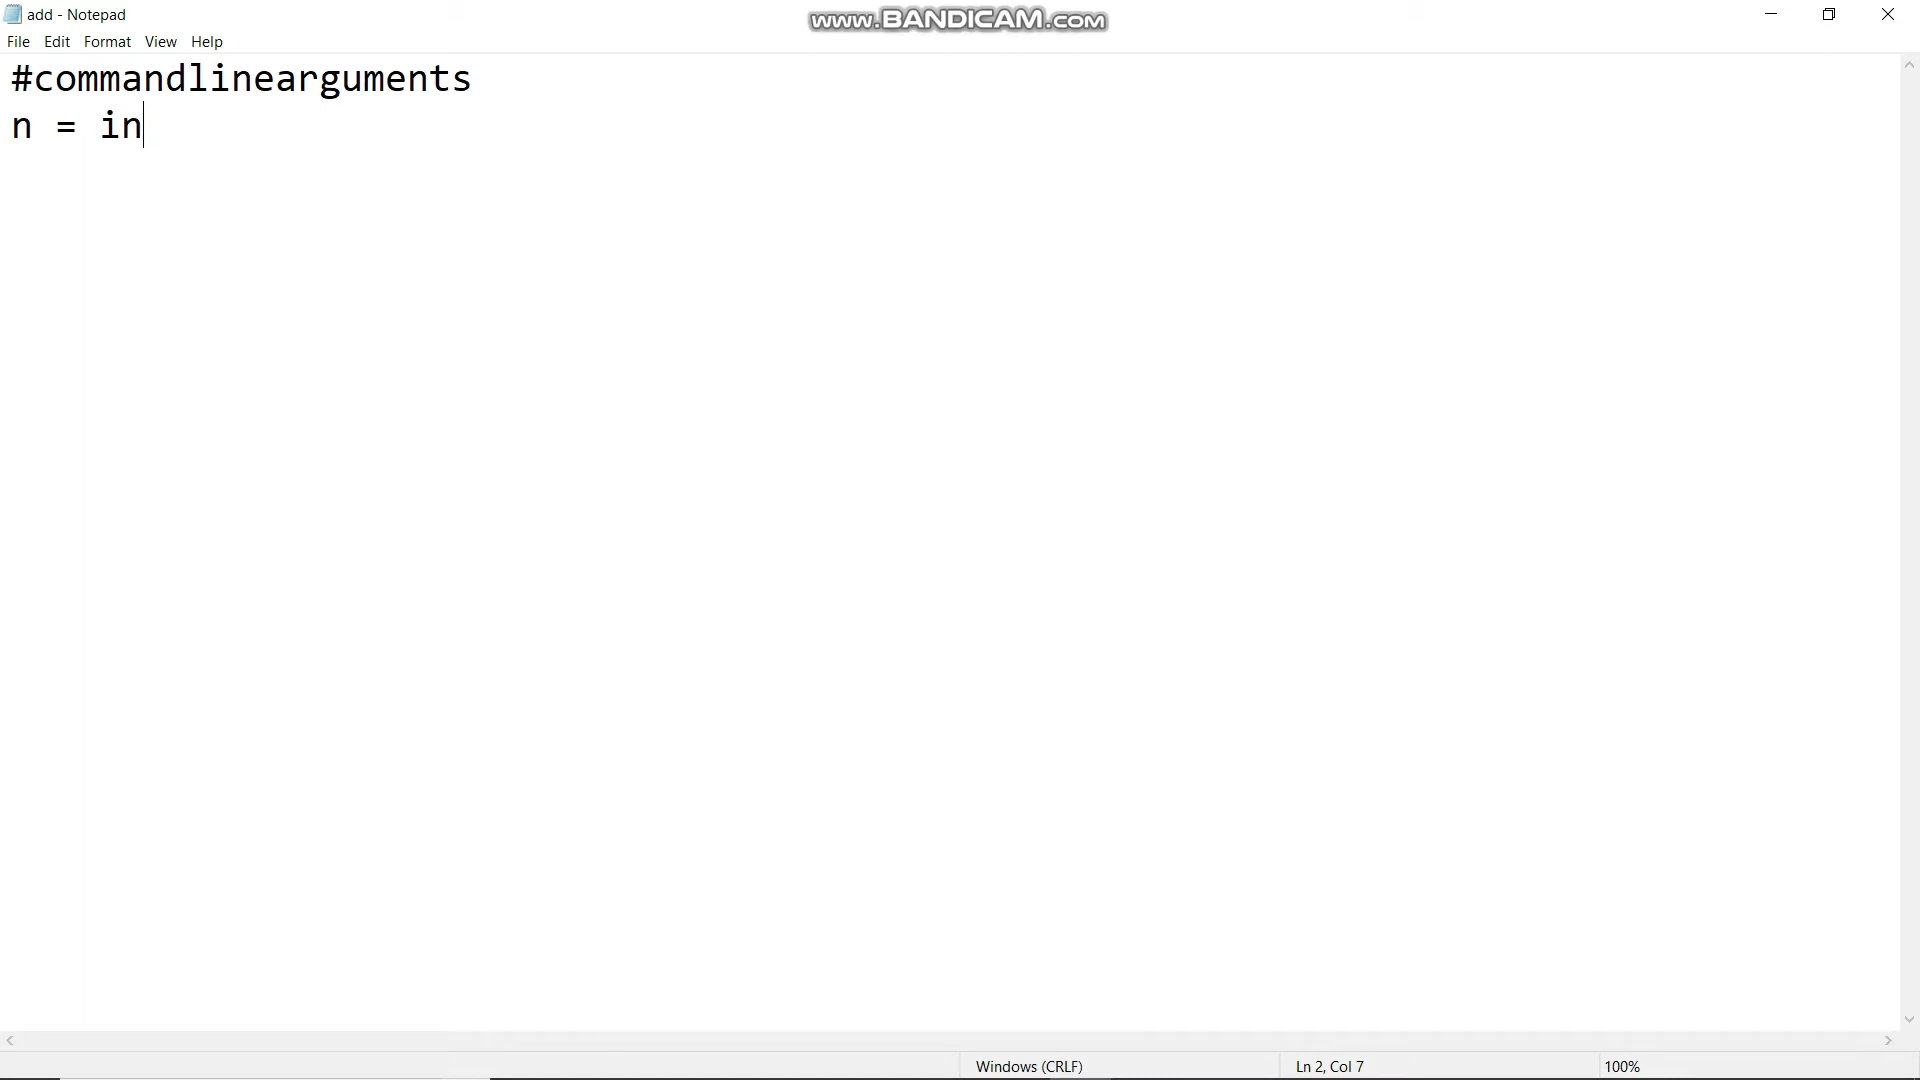 add - Notepad
www.BANDICAM.com
File Edit Format View Help
#commandlinearguments
n = in
Windows (CRLF)
Ln 2, Col 7
100%